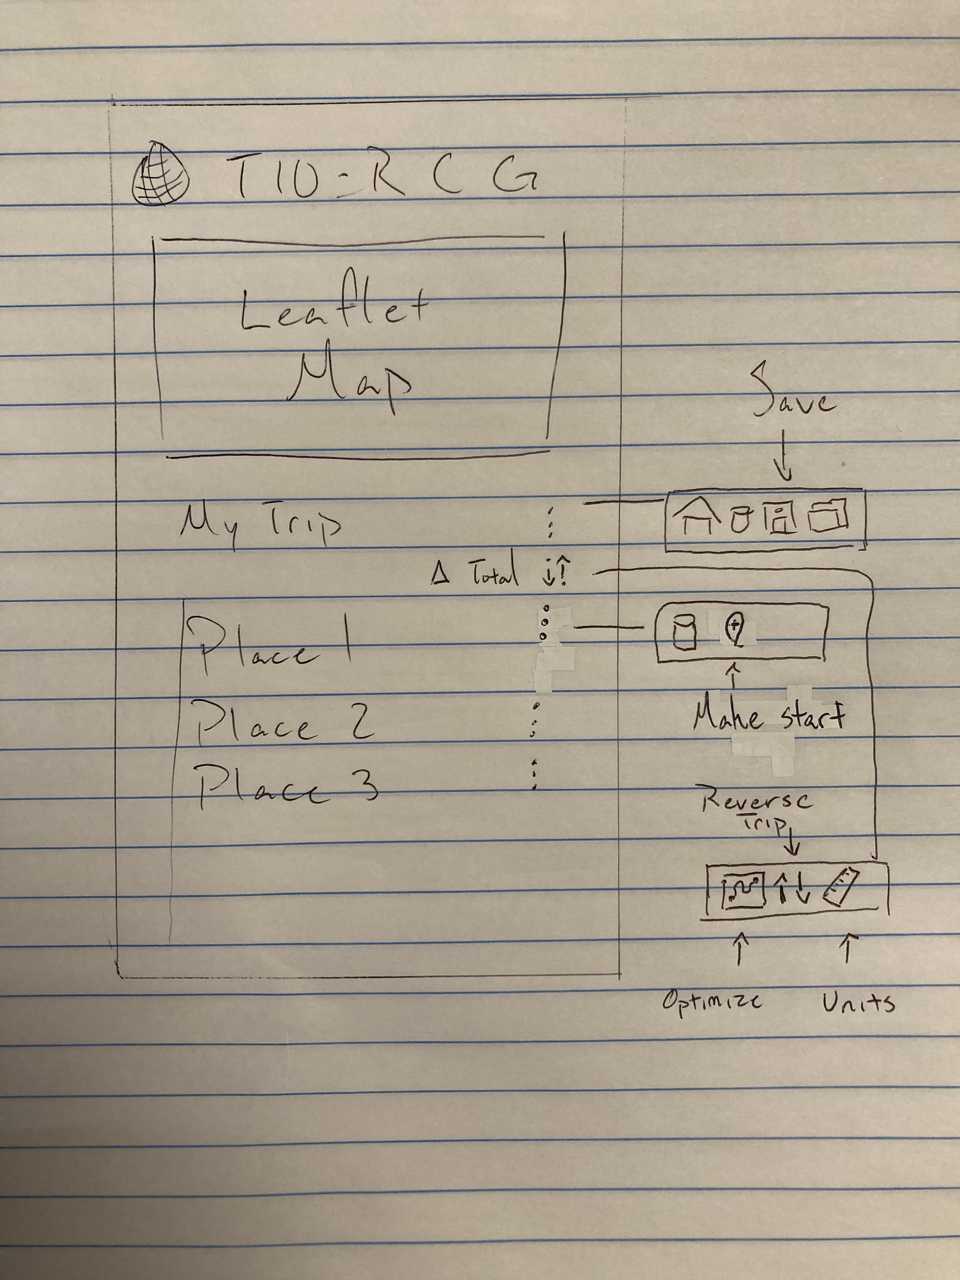 T10-RCG
Leaflet
Map
Save
My Trip
Δ Total ↓↑
Place 1
Make start
Place 2
Place 3
Reverse
Trip
Optimize
Units